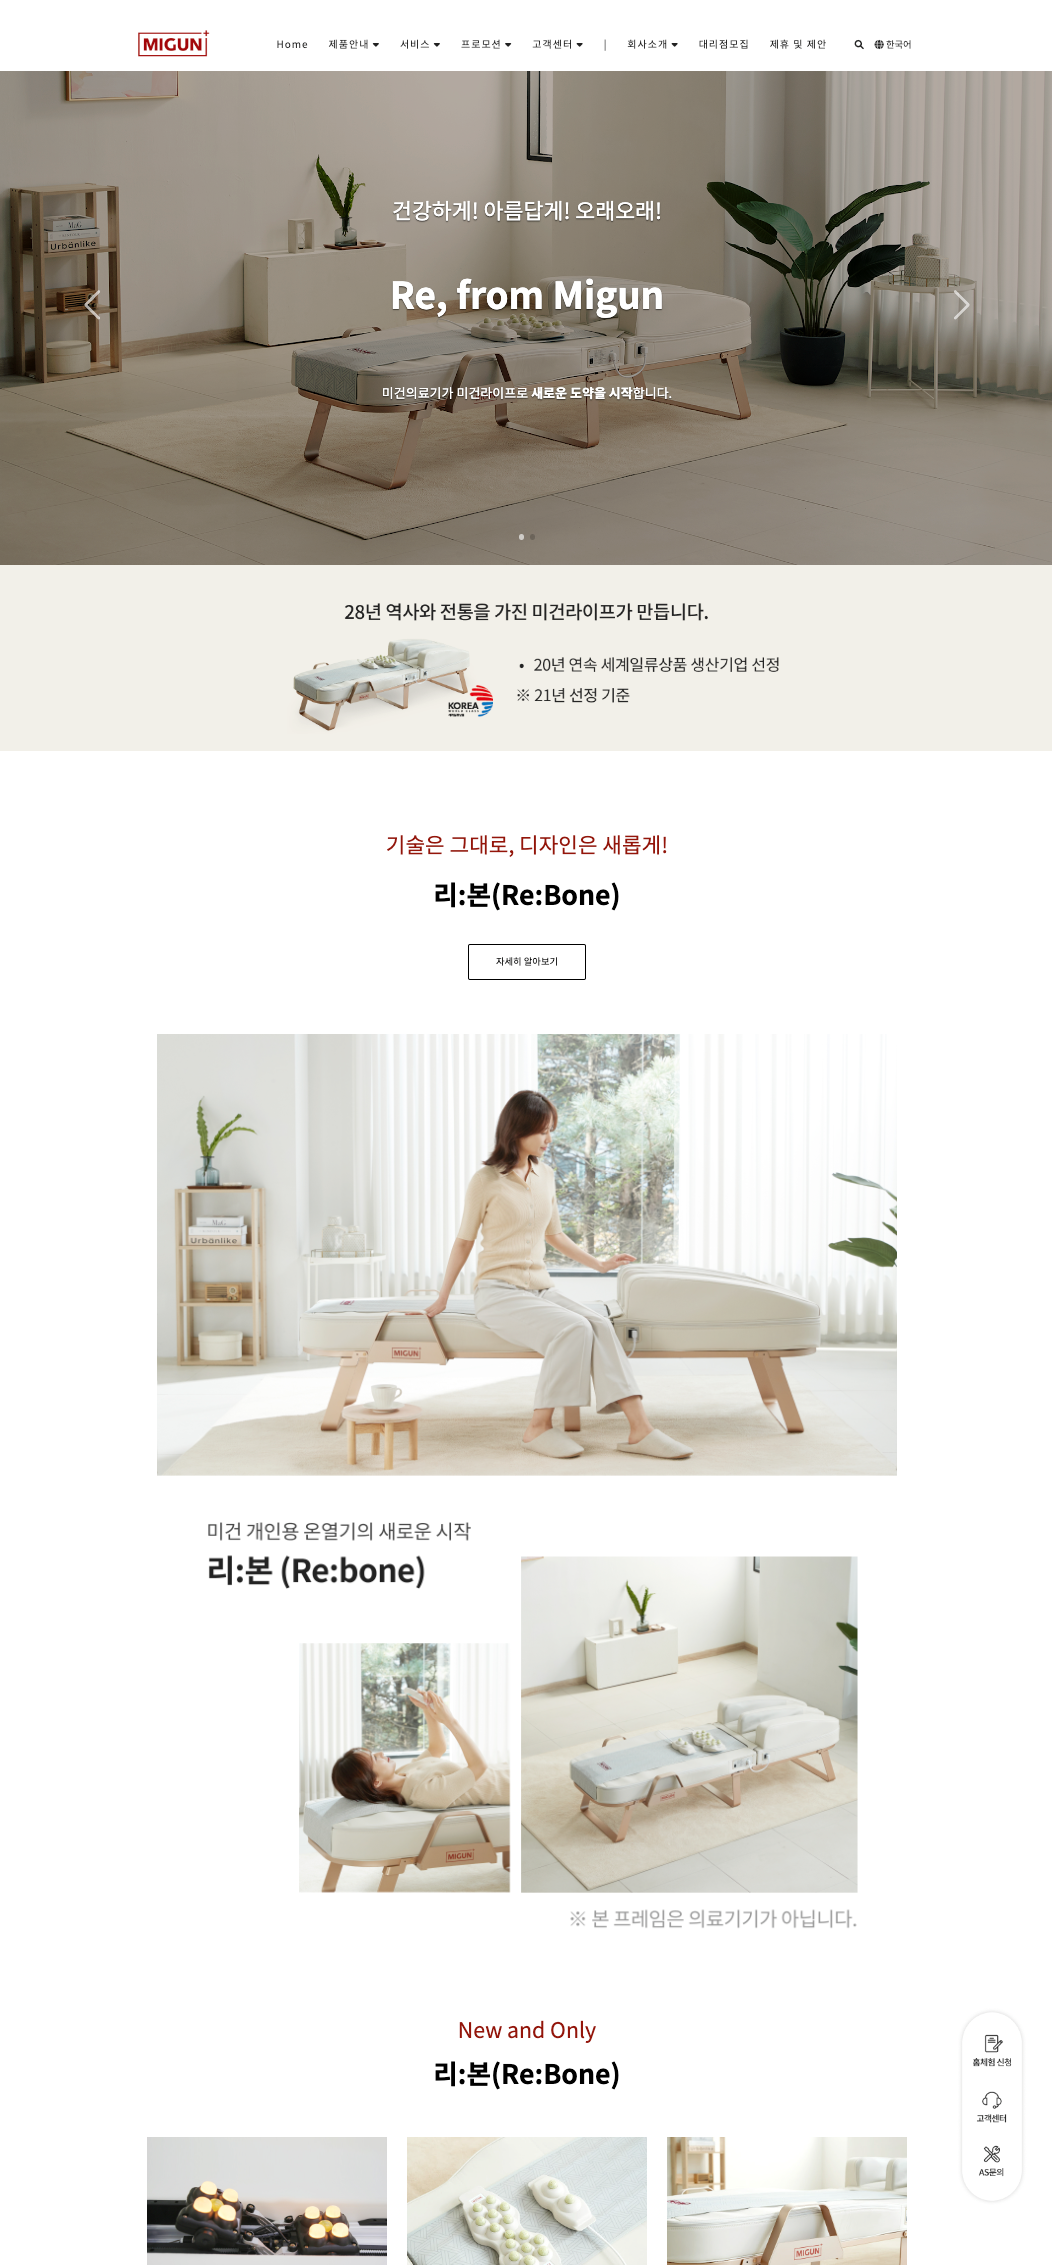 MIGUN
Home 제품안내 서비스 프로모션 고객센터 | 회사소개 대리점모집 제휴 및 제안 한국어
건강하게! 아름답게! 오래오래!
Re, from Migun
미건의료기가 미건라이프로 새로운 도약을 시작합니다.
Urbänlike
28년 역사와 전통을 가진 미건라이프가 만듭니다.
• 20년 연속 세계일류상품 생산기업 선정
※ 21년 선정 기준
KOREA
기술은 그대로, 디자인은 새롭게!
리:본(Re:Bone)
자세히 알아보기
Urbänlike
MIGUN
미건 개인용 온열기의 새로운 시작
리:본 (Re:bone)
MIGUN
※ 본 프레임은 의료기기가 아닙니다.
New and Only
리:본(Re:Bone)
홈체험 신청
고객센터
AS문의
MIGUN